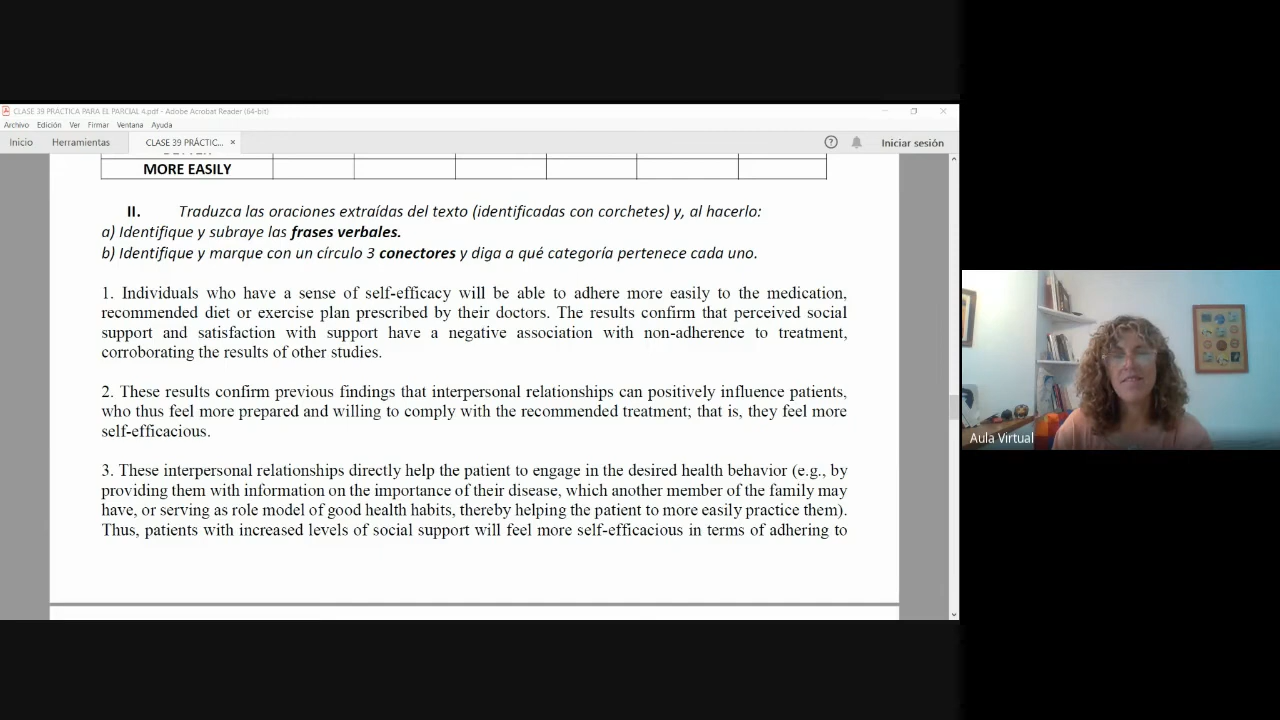 CLASE 39 PRACTICA PARA EL PARCIAL 4.pdf - Adobe Acrobat Reader (64-bit)
Archivo Edición Ver Firmar Ventana Ayuda
Inicio Herramientas CLASE 39 PRÁCTIC... × Iniciar sesión
MORE EASILY
II. Traduzca las oraciones extraídas del texto (identificadas con corchetes) y, al hacerlo:
a) Identifique y subraye las frases verbales.
b) Identifique y marque con un círculo 3 conectores y diga a qué categoría pertenece cada uno.
1. Individuals who have a sense of self-efficacy will be able to adhere more easily to the medication,
recommended diet or exercise plan prescribed by their doctors. The results confirm that perceived social
support and satisfaction with support have a negative association with non-adherence to treatment,
corroborating the results of other studies.
2. These results confirm previous findings that interpersonal relationships can positively influence patients,
who thus feel more prepared and willing to comply with the recommended treatment; that is, they feel more
self-efficacious.
3. These interpersonal relationships directly help the patient to engage in the desired health behavior (e.g., by
providing them with information on the importance of their disease, which another member of the family may
have, or serving as role model of good health habits, thereby helping the patient to more easily practice them).
Thus, patients with increased levels of social support will feel more self-efficacious in terms of adhering to
Aula Virtual